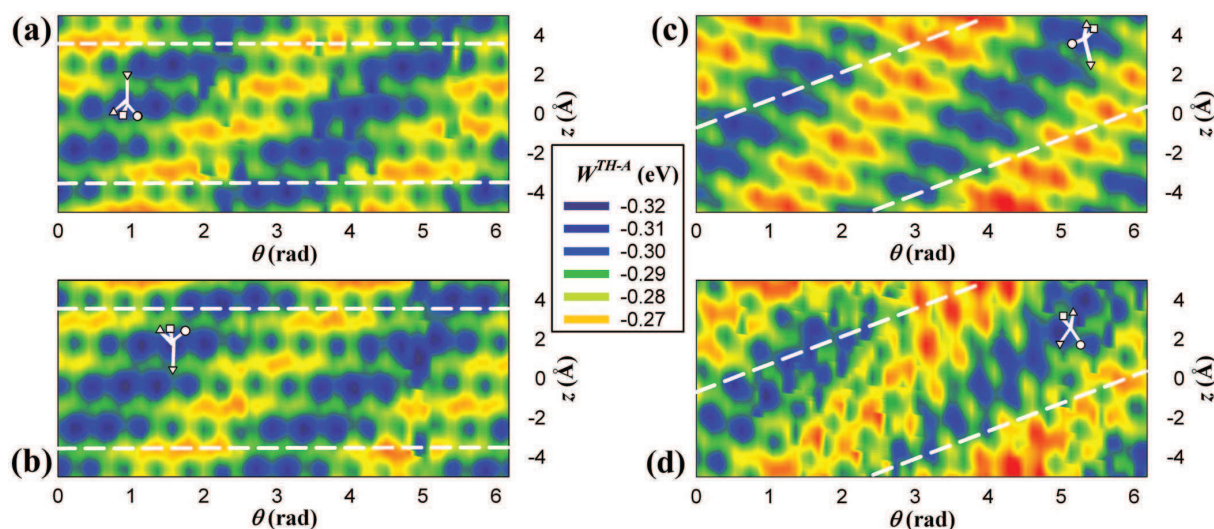 (a)
4
2
0
-2
-4
z (Å)
0 1 2 3 4 5 6
θ (rad)
(b)
4
2
0
-2
-4
z (Å)
0 1 2 3 4 5 6
θ (rad)
W^TH-A (eV)
-0.32
-0.31
-0.30
-0.29
-0.28
-0.27
(c)
4
2
0
-2
-4
z (Å)
0 1 2 3 4 5 6
θ (rad)
(d)
4
2
0
-2
-4
z (Å)
0 1 2 3 4 5 6
θ (rad)